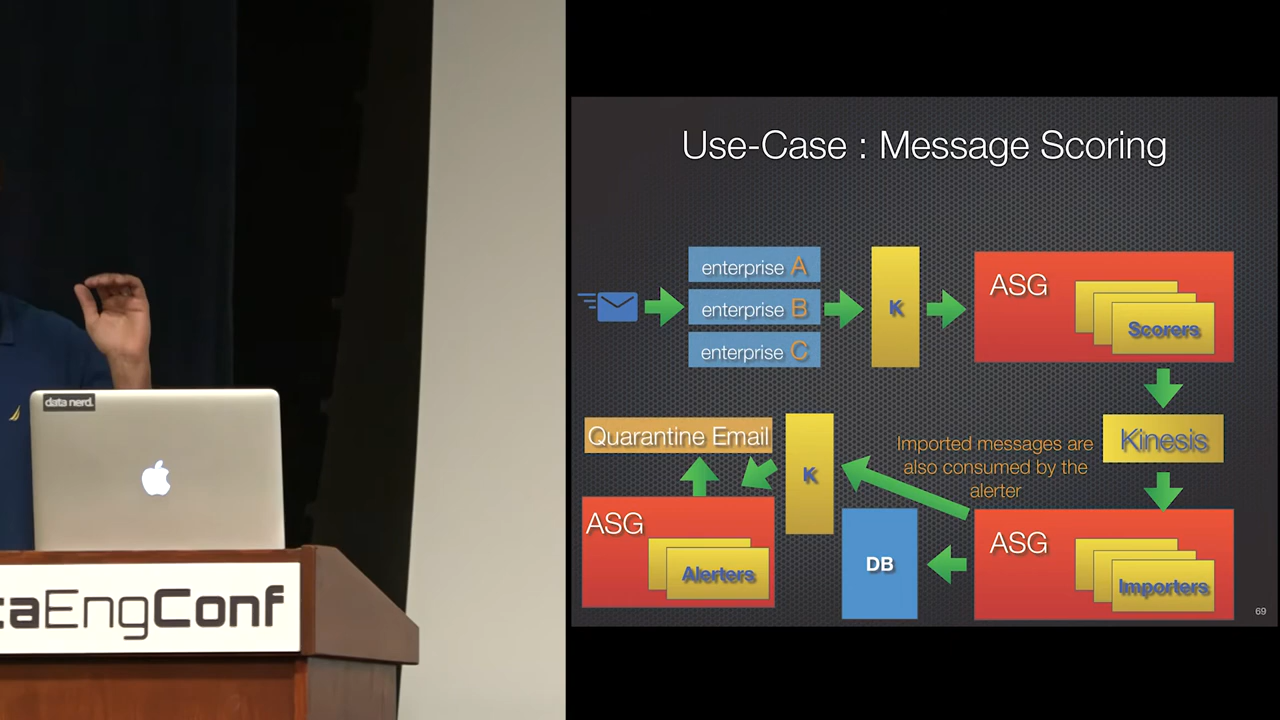 Use-Case : Message Scoring
enterprise A
enterprise B
enterprise C
K
ASG
Scorers
Kinesis
Imported messages are
also consumed by the
alerter
Quarantine Email
K
ASG
Alerters
DB
ASG
Importers
69
data nerd.
taEngConf